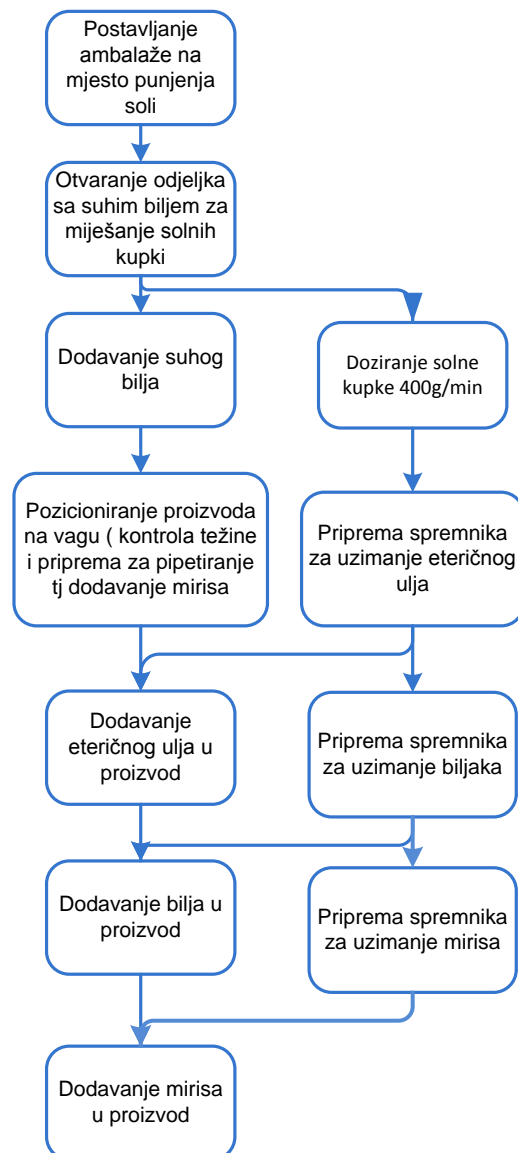 Postavljanje
ambalaže na
mjesto punjenja
soli
Otvaranje odjeljka
sa suhim biljem za
miješanje solnih
kupki
Dodavanje suhog
bilja
Doziranje solne
kupke 400g/min
Pozicioniranje proizvoda
na vagu ( kontrola težine
i priprema za pipetiranje
tj dodavanje mirisa
Priprema spremnika
za uzimanje eteričnog
ulja
Dodavanje
eteričnog ulja u
proizvod
Priprema spremnika
za uzimanje biljaka
Dodavanje bilja u
proizvod
Priprema spremnika
za uzimanje mirisa
Dodavanje mirisa
u proizvod